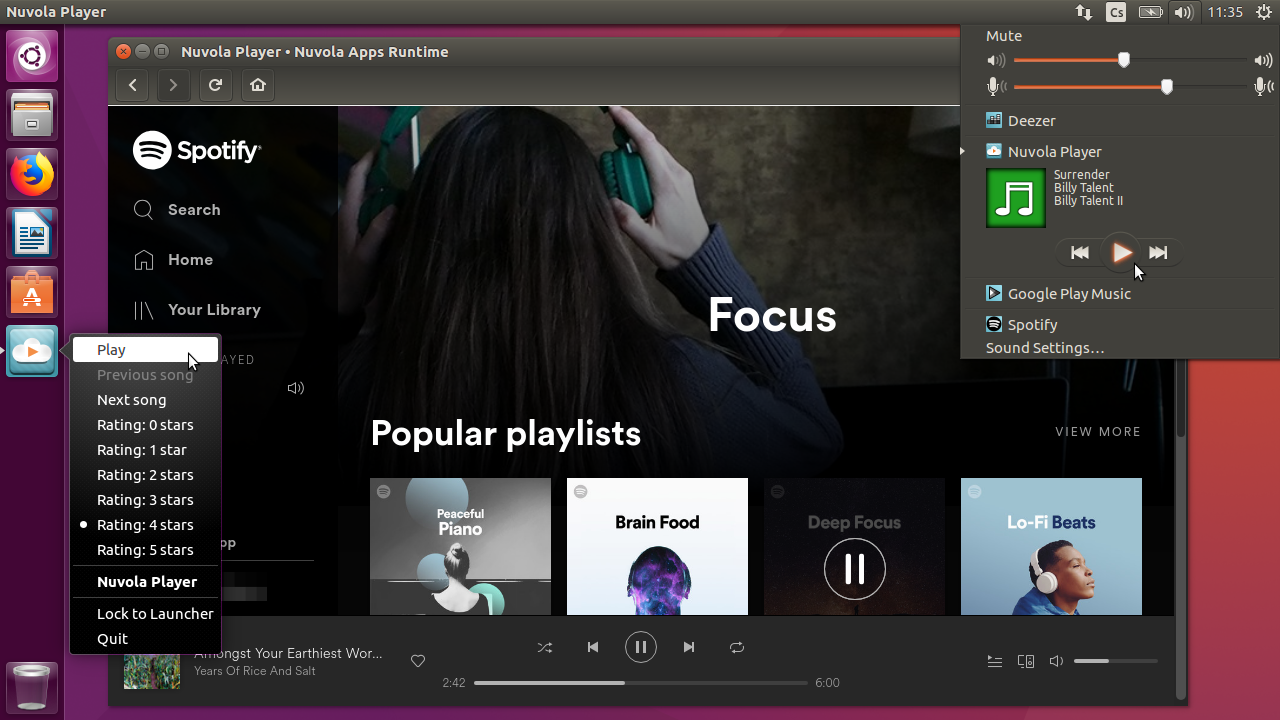 Nuvola Player
Cs
11:35
Nuvola Player • Nuvola Apps Runtime
Mute
Deezer
Nuvola Player
Surrender
Billy Talent
Billy Talent II
Google Play Music
Spotify
Sound Settings…
Spotify
Search
Home
Your Library
AYED
Focus
Popular playlists
VIEW MORE
Peaceful
Piano
Brain Food
Deep Focus
Lo-Fi Beats
Play
Previous song
Next song
Rating: 0 stars
Rating: 1 star
Rating: 2 stars
Rating: 3 stars
Rating: 4 stars
Rating: 5 stars
Nuvola Player
Lock to Launcher
Quit
pp
Amongst Your Earthiest Wor...
Years Of Rice And Salt
2:42
6:00